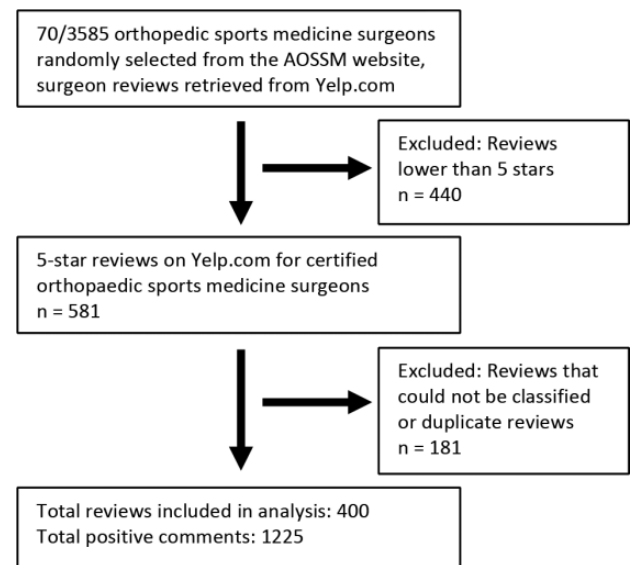 70/3585 orthopedic sports medicine surgeons
randomly selected from the AOSSM website,
surgeon reviews retrieved from Yelp.com
Excluded: Reviews
lower than 5 stars
n = 440
5-star reviews on Yelp.com for certified
orthopaedic sports medicine surgeons
n = 581
Excluded: Reviews that
could not be classified
or duplicate reviews
n = 181
Total reviews included in analysis: 400
Total positive comments: 1225